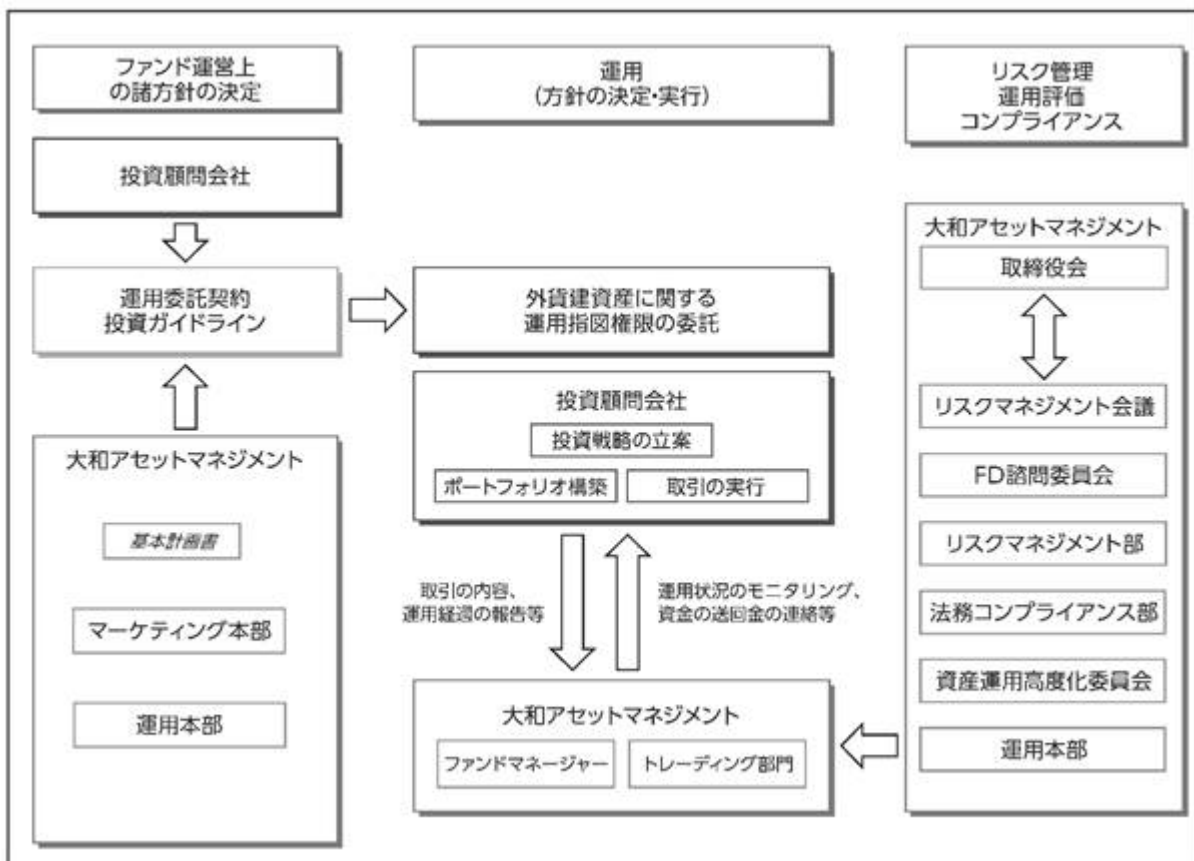 ファンド運営上
の諸方針の決定
運用
(方針の決定・実行)
リスク管理
運用評価
コンプライアンス
投資顧問会社
運用委託契約
投資ガイドライン
外貨建資産に関する
運用指図権限の委託
大和アセットマネジメント
基本計画書
マーケティング本部
運用本部
投資顧問会社
投資戦略の立案
ポートフォリオ構築
取引の実行
取引の内容、
運用経過の報告等
運用状況のモニタリング、
資金の送回金の連絡等
大和アセットマネジメント
ファンドマネージャー
トレーディング部門
大和アセットマネジメント
取締役会
リスクマネジメント会議
FD諮問委員会
リスクマネジメント部
法務コンプライアンス部
資産運用高度化委員会
運用本部